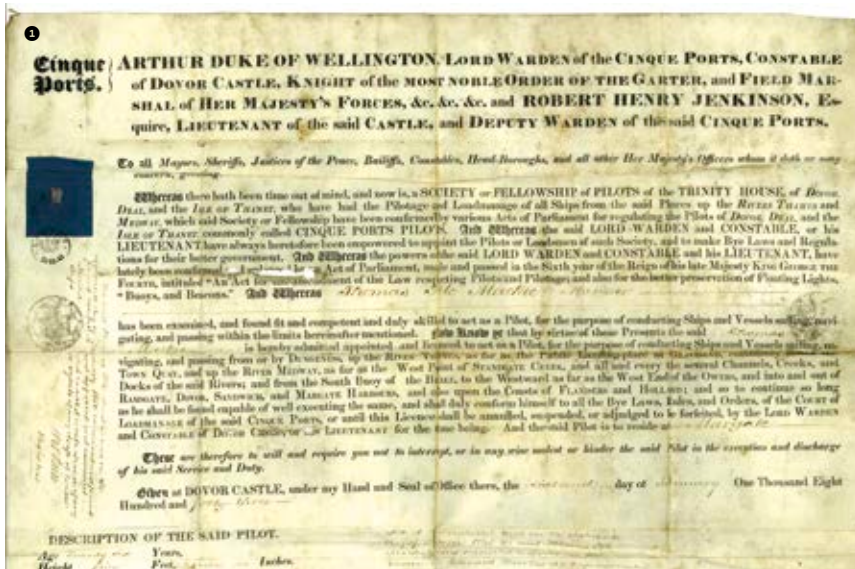 1
Cinque Ports.
ARTHUR DUKE OF WELLINGTON, LORD WARDEN of the CINQUE PORTS, CONSTABLE
of DOVOR CASTLE, KNIGHT of the MOST NOBLE ORDER OF THE GARTER, and FIELD MAR-
SHAL of HER MAJESTY'S FORCES, &c. &c. &c. and ROBERT HENRY JENKINSON, Es-
quire, LIEUTENANT of the said CASTLE, and DEPUTY WARDEN of the said CINQUE PORTS.
To all Mayors, Sheriffs, Justices of the Peace, Bailiffs, Constables, Head-Boroughs, and all other Her Majesty's Officers whom it doth or may
concern, greeting.
Whereas there hath been time out of mind, and now is, a SOCIETY or FELLOWSHIP of PILOTS of the TRINITY HOUSE, of DOVOR,
DEAL, and the ISLE OF THANET, who have had the Pilotage and Loadmanage of all Ships from the said Places up the RIVERS THAMES and
MEDWAY, which said Society or Fellowship have been confirmed by various Acts of Parliament for regulating the Pilots of DOVOR, DEAL, and the
ISLE OF THANET, commonly called CINQUE PORTS PILOTS. And Whereas the said LORD WARDEN and CONSTABLE, or his
LIEUTENANT have always heretofore been empowered to appoint the Pilots or Loadsmen of such Society, and to make Bye Laws and Regula-
tions for their better government. And Whereas the powers of the said LORD WARDEN and CONSTABLE and his LIEUTENANT, have
lately been confirmed Act of Parliament, made and passed in the Sixth year of the Reign of his late Majesty KING GEORGE THE
FOURTH, intituled "An Act for the amendment of the Law respecting Pilots and Pilotage; and also for the better preservation of Floating Lights,
"Buoys, and Beacons." And Whereas Thomas
has been examined, and found fit and competent and duly skilled to act as a Pilot, for the purpose of conducting Ships and Vessels sailing, navi-
gating, and passing within the limits hereinafter mentioned. Now Know ye that by virtue of these Presents the said
is hereby admitted appointed and licensed to act as a Pilot, for the purpose of conducting Ships and Vessels sailing, na-
vigating, and passing from or by DUNGENESS, up the RIVER THAMES, as far as the
TOWN QUAY, and up the RIVER MEDWAY, as far as the West Point of STANDGATE CREEK, and all and every the several Channels, Creeks, and
Docks of the said Rivers; and from the South Buoy of the to the Westward as far as the West End of the OWERS, and into and out of
RAMSGATE, DOVOR, SANDWICH, and MARGATE HARBOURS, and also upon the Coasts of FLANDERS and HOLLAND; and so to continue so long
as he shall be found capable of well executing the same, and shall duly conform himself to all the Bye Laws, Rules, and Orders, of the COURT of
LOADMANAGE of the said CINQUE PORTS, or until this Licence shall be annulled, suspended, or adjudged to be forfeited, by the LORD WARDEN
and CONSTABLE of DOVOR CASTLE, or LIEUTENANT for the time being. And the said Pilot is to reside at Margate
These are therefore to will and require you not to interrupt, or in any wise molest or hinder the said Pilot in the execution and discharge
of his said Service and Duty.
Given at DOVOR CASTLE, under my Hand and Seal of Office there, the day of One Thousand Eight
Hundred and forty
DESCRIPTION OF THE SAID PILOT.
Age Years.
Height Feet, Inches.